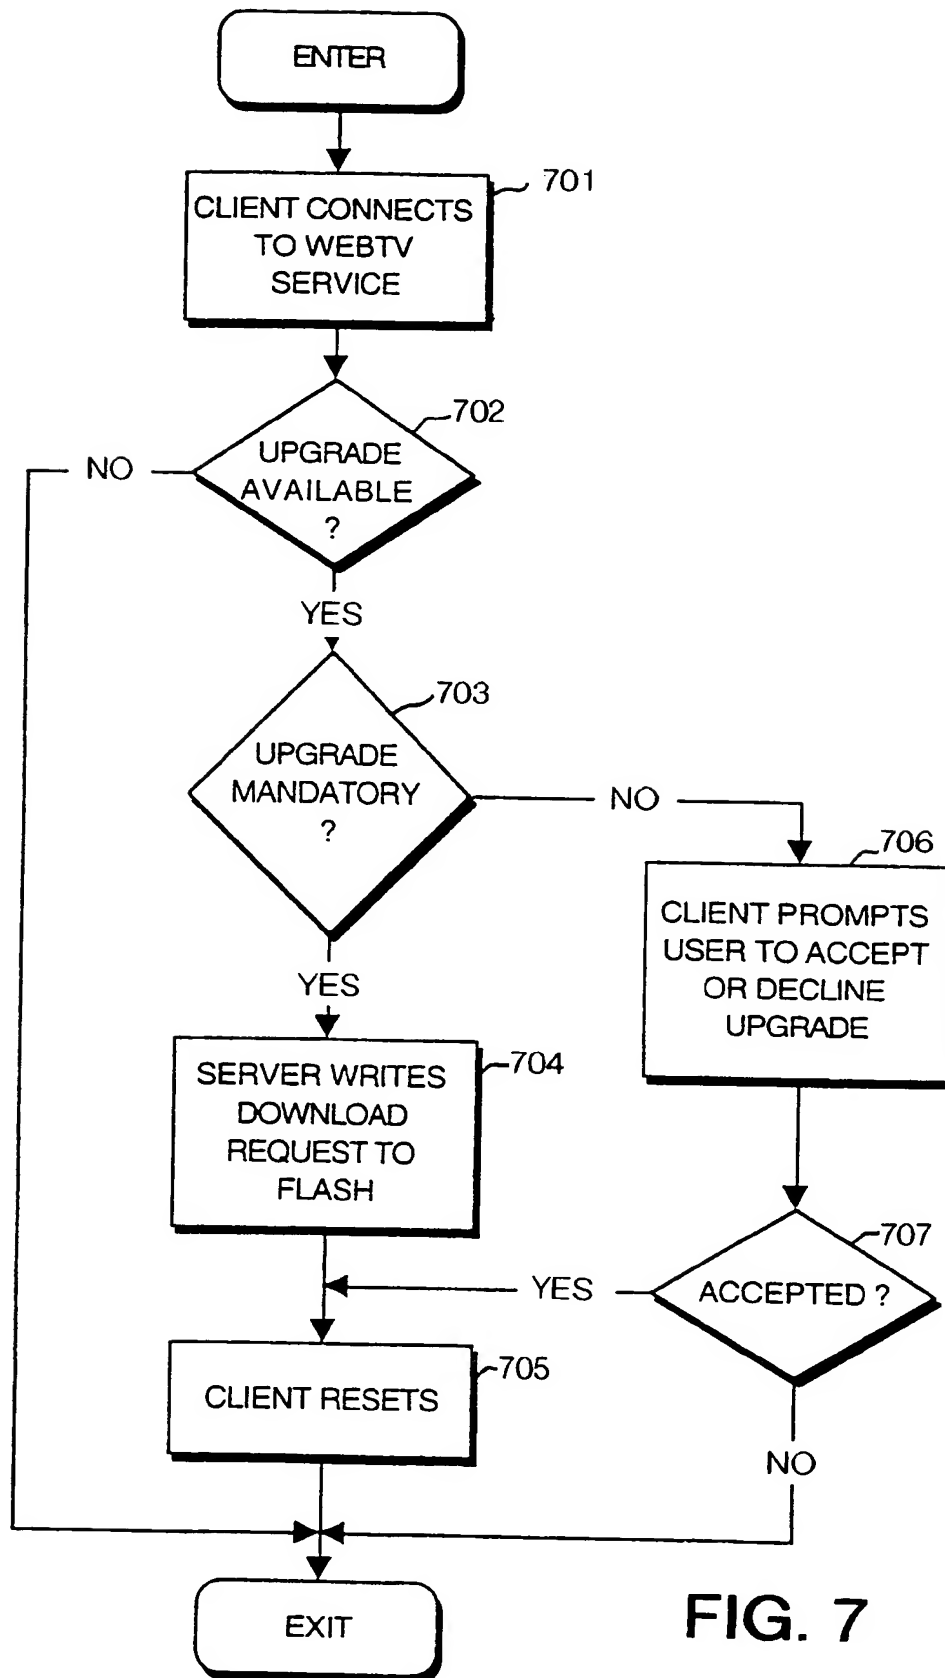 ENTER
701
CLIENT CONNECTS
TO WEBTV
SERVICE
702
NO
UPGRADE
AVAILABLE
?
YES
703
UPGRADE
MANDATORY
?
NO
706
CLIENT PROMPTS
USER TO ACCEPT
OR DECLINE
UPGRADE
YES
704
SERVER WRITES
DOWNLOAD
REQUEST TO
FLASH
707
YES
ACCEPTED ?
705
CLIENT RESETS
NO
EXIT
FIG. 7